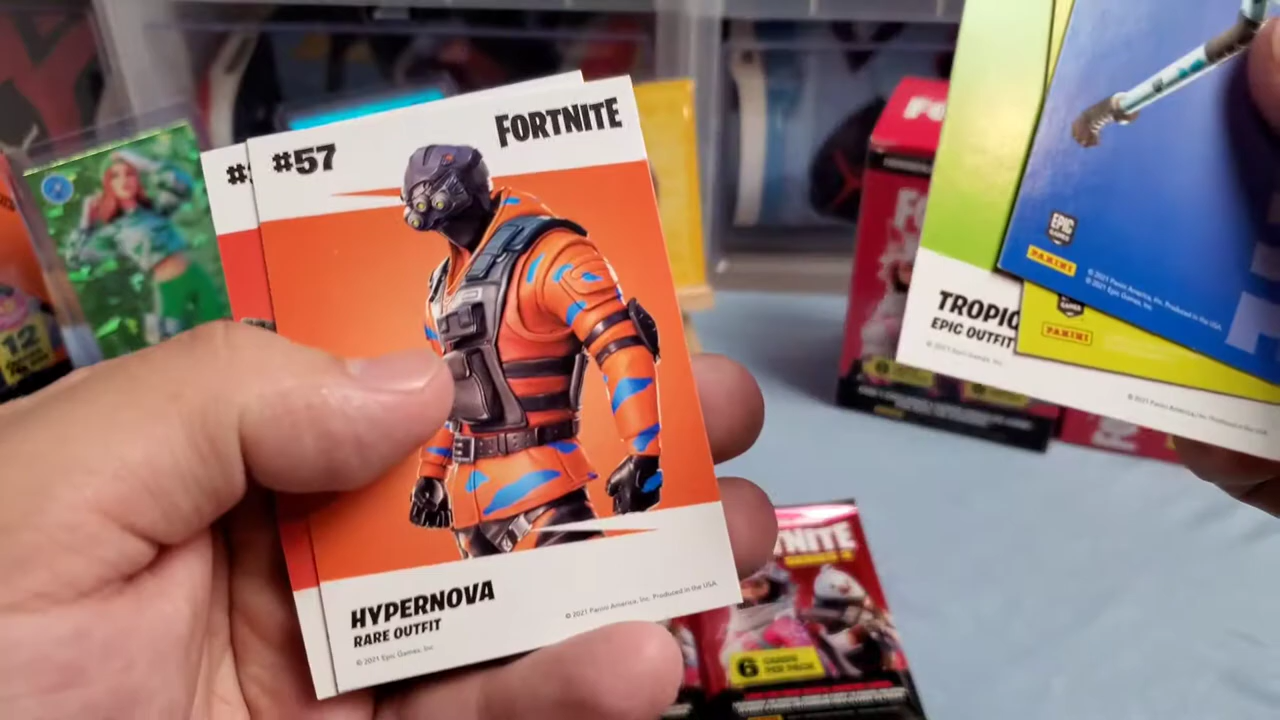 #57
FORTNITE
HYPERNOVA
RARE OUTFIT
© 2021 Epic Games, Inc
© 2021 Panini America, Inc. Produced in the USA.
EPIC
GAMES
PANINI
© 2021 Panini America, Inc. Produced in the USA.
© 2021 Epic Games, Inc.
EPIC OUTFIT
PANINI
6 CARDS
PER PACK
12